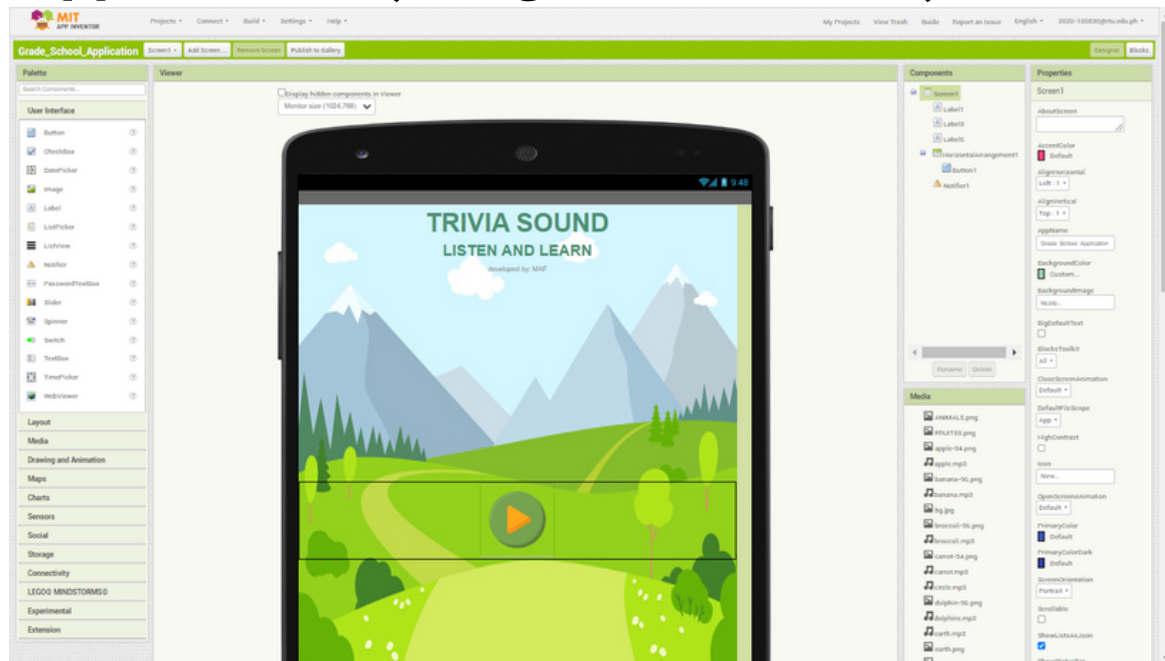 MIT
APP INVENTOR
Projects Connect Build Settings Help
My Projects View Trash Guide Report an Issue English
Grade_School_Application Screen1 Add Screen ... Remove Screen Publish to Gallery
Designer Blocks
Palette
Search Components...
User Interface
Button
CheckBox
DatePicker
Image
Label
ListPicker
ListView
Notifier
PasswordTextBox
Slider
Spinner
Switch
TextBox
TimePicker
WebViewer
Layout
Media
Drawing and Animation
Maps
Charts
Sensors
Social
Storage
Connectivity
LEGO® MINDSTORMS®
Experimental
Extension
Viewer
Display hidden components in Viewer
Monitor size (1024,768)
9:48
TRIVIA SOUND
LISTEN AND LEARN
developed by: MAF
Components
Screen1
Label1
Label3
Label5
HorizontalArrangement1
Button1
Notifier1
Rename Delete
Media
ANIMALS.png
FRUITES.png
apple-54.png
apple.mp3
banana-96.png
banana.mp3
bg.jpg
broccoli-96.png
broccoli.mp3
carrot-54.png
carrot.mp3
circle.mp3
dolphin-96.png
dolphins.mp3
earth.mp3
earth.png
Properties
Screen1
AboutScreen
AccentColor
Default
AlignHorizontal
Left : 1
AlignVertical
Top : 1
AppName
Grade School Application
BackgroundColor
Custom...
BackgroundImage
BigDefaultText
BlocksToolkit
All
CloseScreenAnimation
Default
DefaultFileScope
App
HighContrast
Icon
None...
OpenScreenAnimation
Default
PrimaryColor
Default
PrimaryColorDark
Default
ScreenOrientation
Portrait
Scrollable
ShowListsAsJson